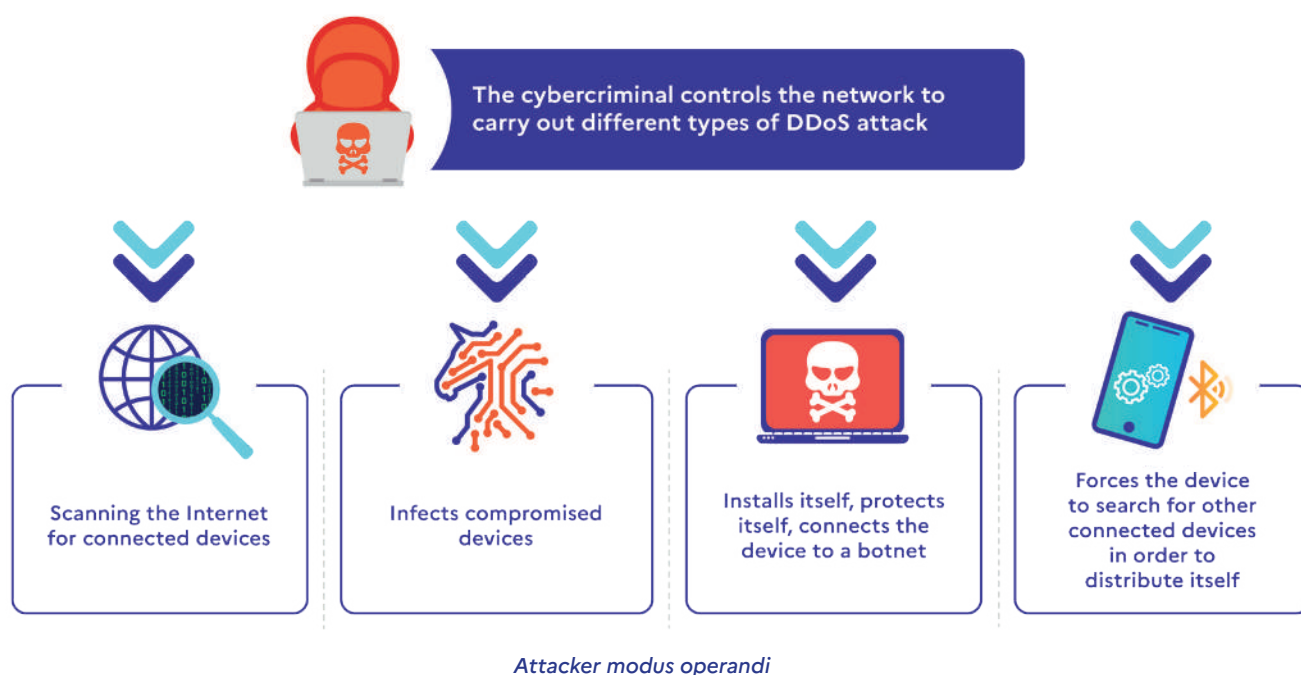 The cybercriminal controls the network to
carry out different types of DDoS attack
Scanning the Internet
for connected devices
Infects compromised
devices
Installs itself, protects
itself, connects the
device to a botnet
Forces the device
to search for other
connected devices
in order to
distribute itself
Attacker modus operandi